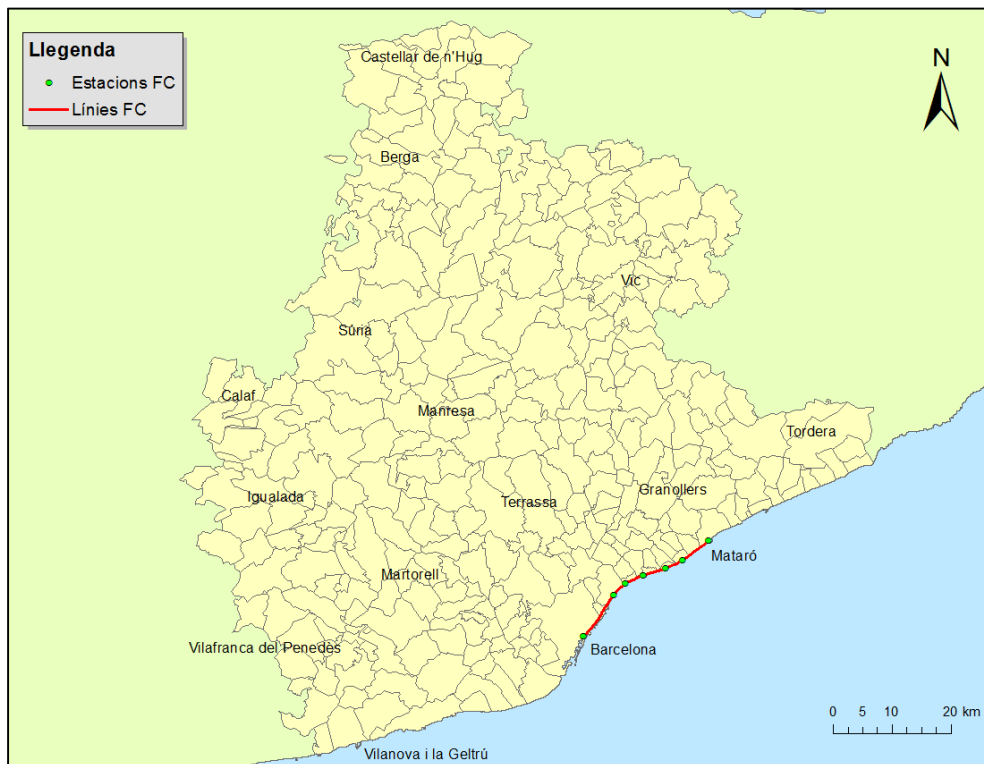 Llegenda
Estacions FC
Línies FC
N
Castellar de n'Hug
Berga
Vic
Súria
Calaf
Manresa
Tordera
Igualada
Terrassa
Granollers
Mataró
Martorell
Vilafranca del Penedès
Barcelona
0 5 10 20 km
Vilanova i la Geltrú